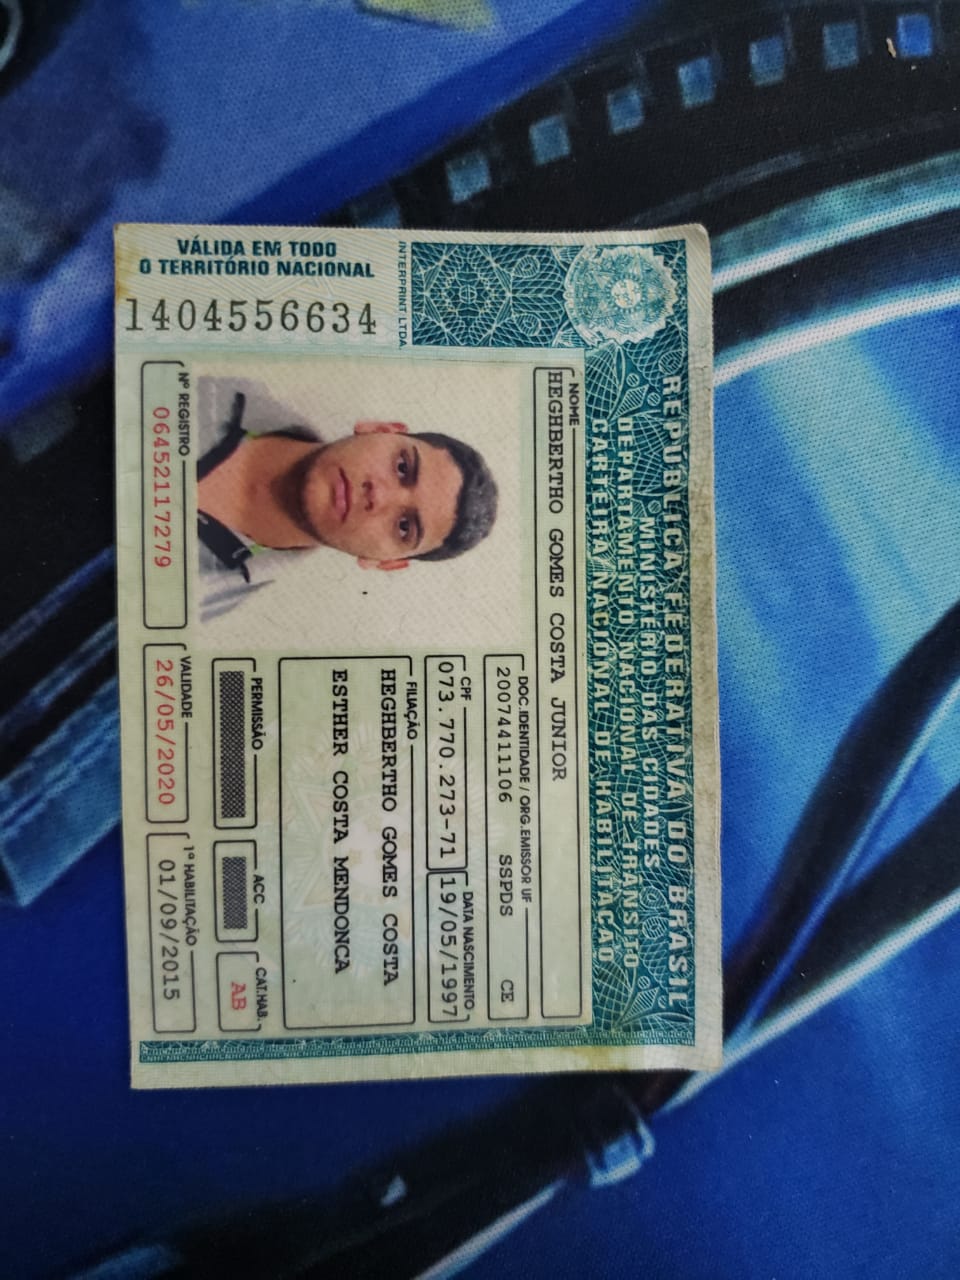 REPÚBLICA FEDERATIVA DO BRASIL
MINISTÉRIO DAS CIDADES
DEPARTAMENTO NACIONAL DE TRÂNSITO
CARTEIRA NACIONAL DE HABILITAÇÃO
INTERPRINT LTDA.
VÁLIDA EM TODO
O TERRITÓRIO NACIONAL
1404556634
NOME
HEGHBERTHO GOMES COSTA JUNIOR
DOC. IDENTIDADE / ORG. EMISSOR UF
20074411106 SSPDS CE
CPF DATA NASCIMENTO
073.770.273-71 19/05/1997
FILIAÇÃO
HEGHBERTHO GOMES COSTA
ESTHER COSTA MENDONCA
PERMISSÃO ACC CAT. HAB.
AB
Nº REGISTRO VALIDADE 1ª HABILITAÇÃO
06452117279 26/05/2020 01/09/2015